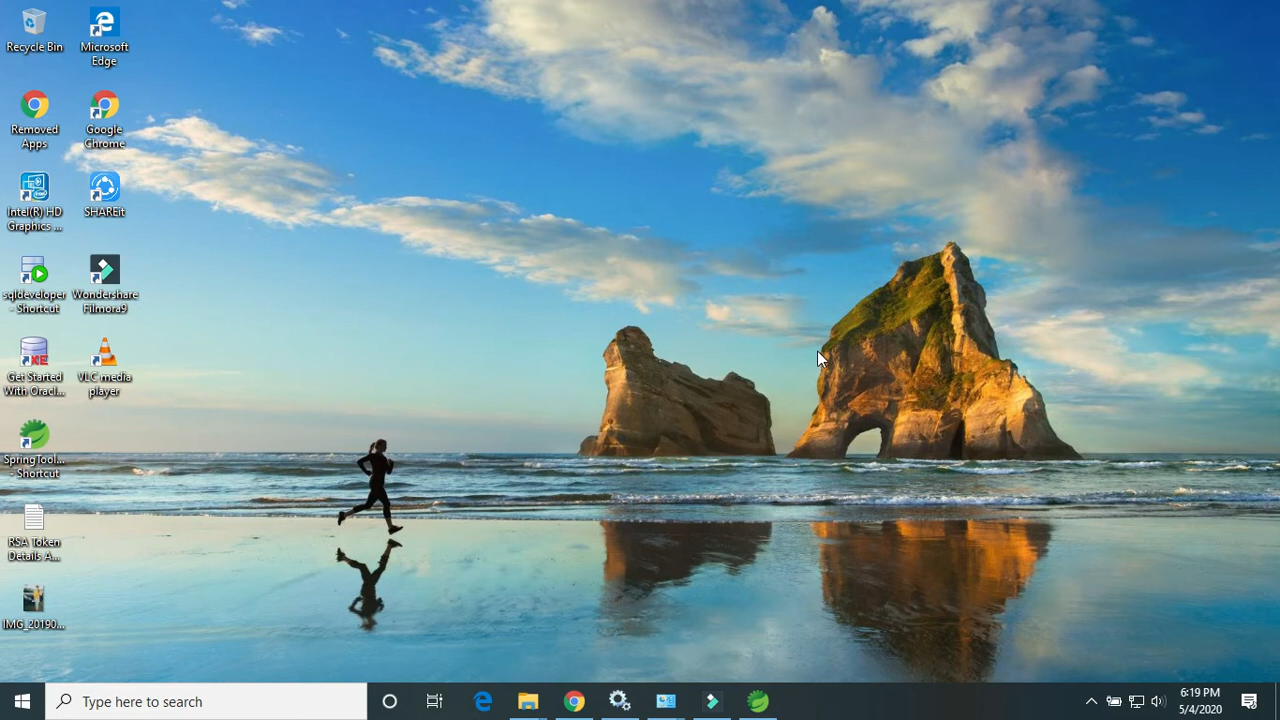 Recycle Bin
Microsoft
Edge
Removed
Apps
Google
Chrome
Intel(R) HD
Graphics ...
SHAREit
sqldeveloper
- Shortcut
Wondershare
Filmora9
XE
Get Started
With Oracl...
VLC media
player
SpringTool...
- Shortcut
RSA Token
Details A...
IMG_20190...
Type here to search
6:19 PM
5/4/2020